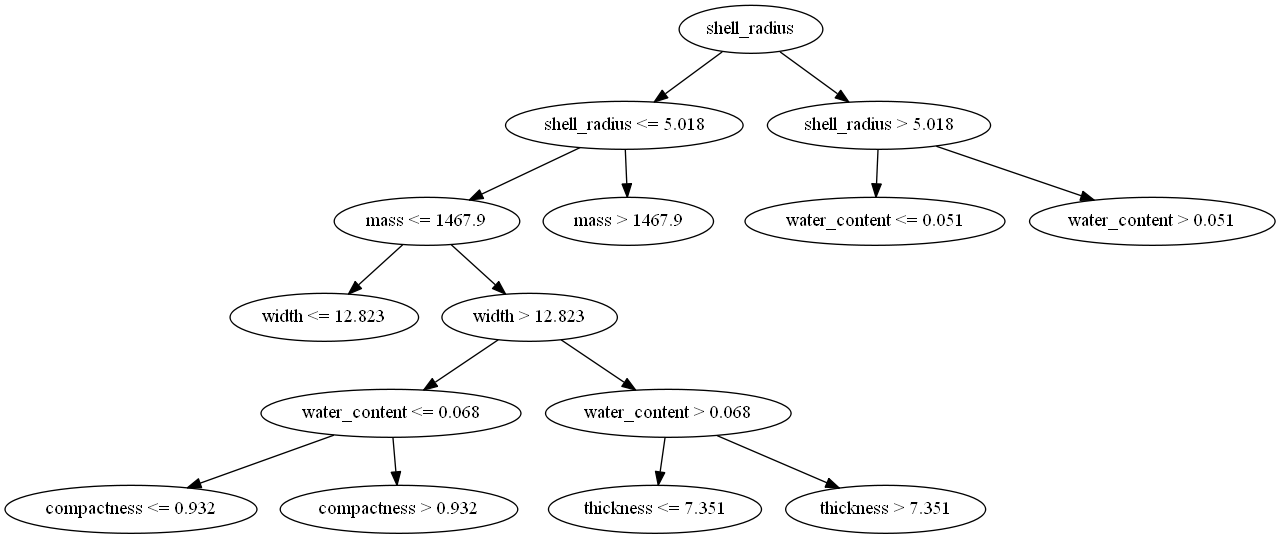 shell_radius
shell_radius <= 5.018
shell_radius > 5.018
mass <= 1467.9
mass > 1467.9
water_content <= 0.051
water_content > 0.051
width <= 12.823
width > 12.823
water_content <= 0.068
water_content > 0.068
compactness <= 0.932
compactness > 0.932
thickness <= 7.351
thickness > 7.351